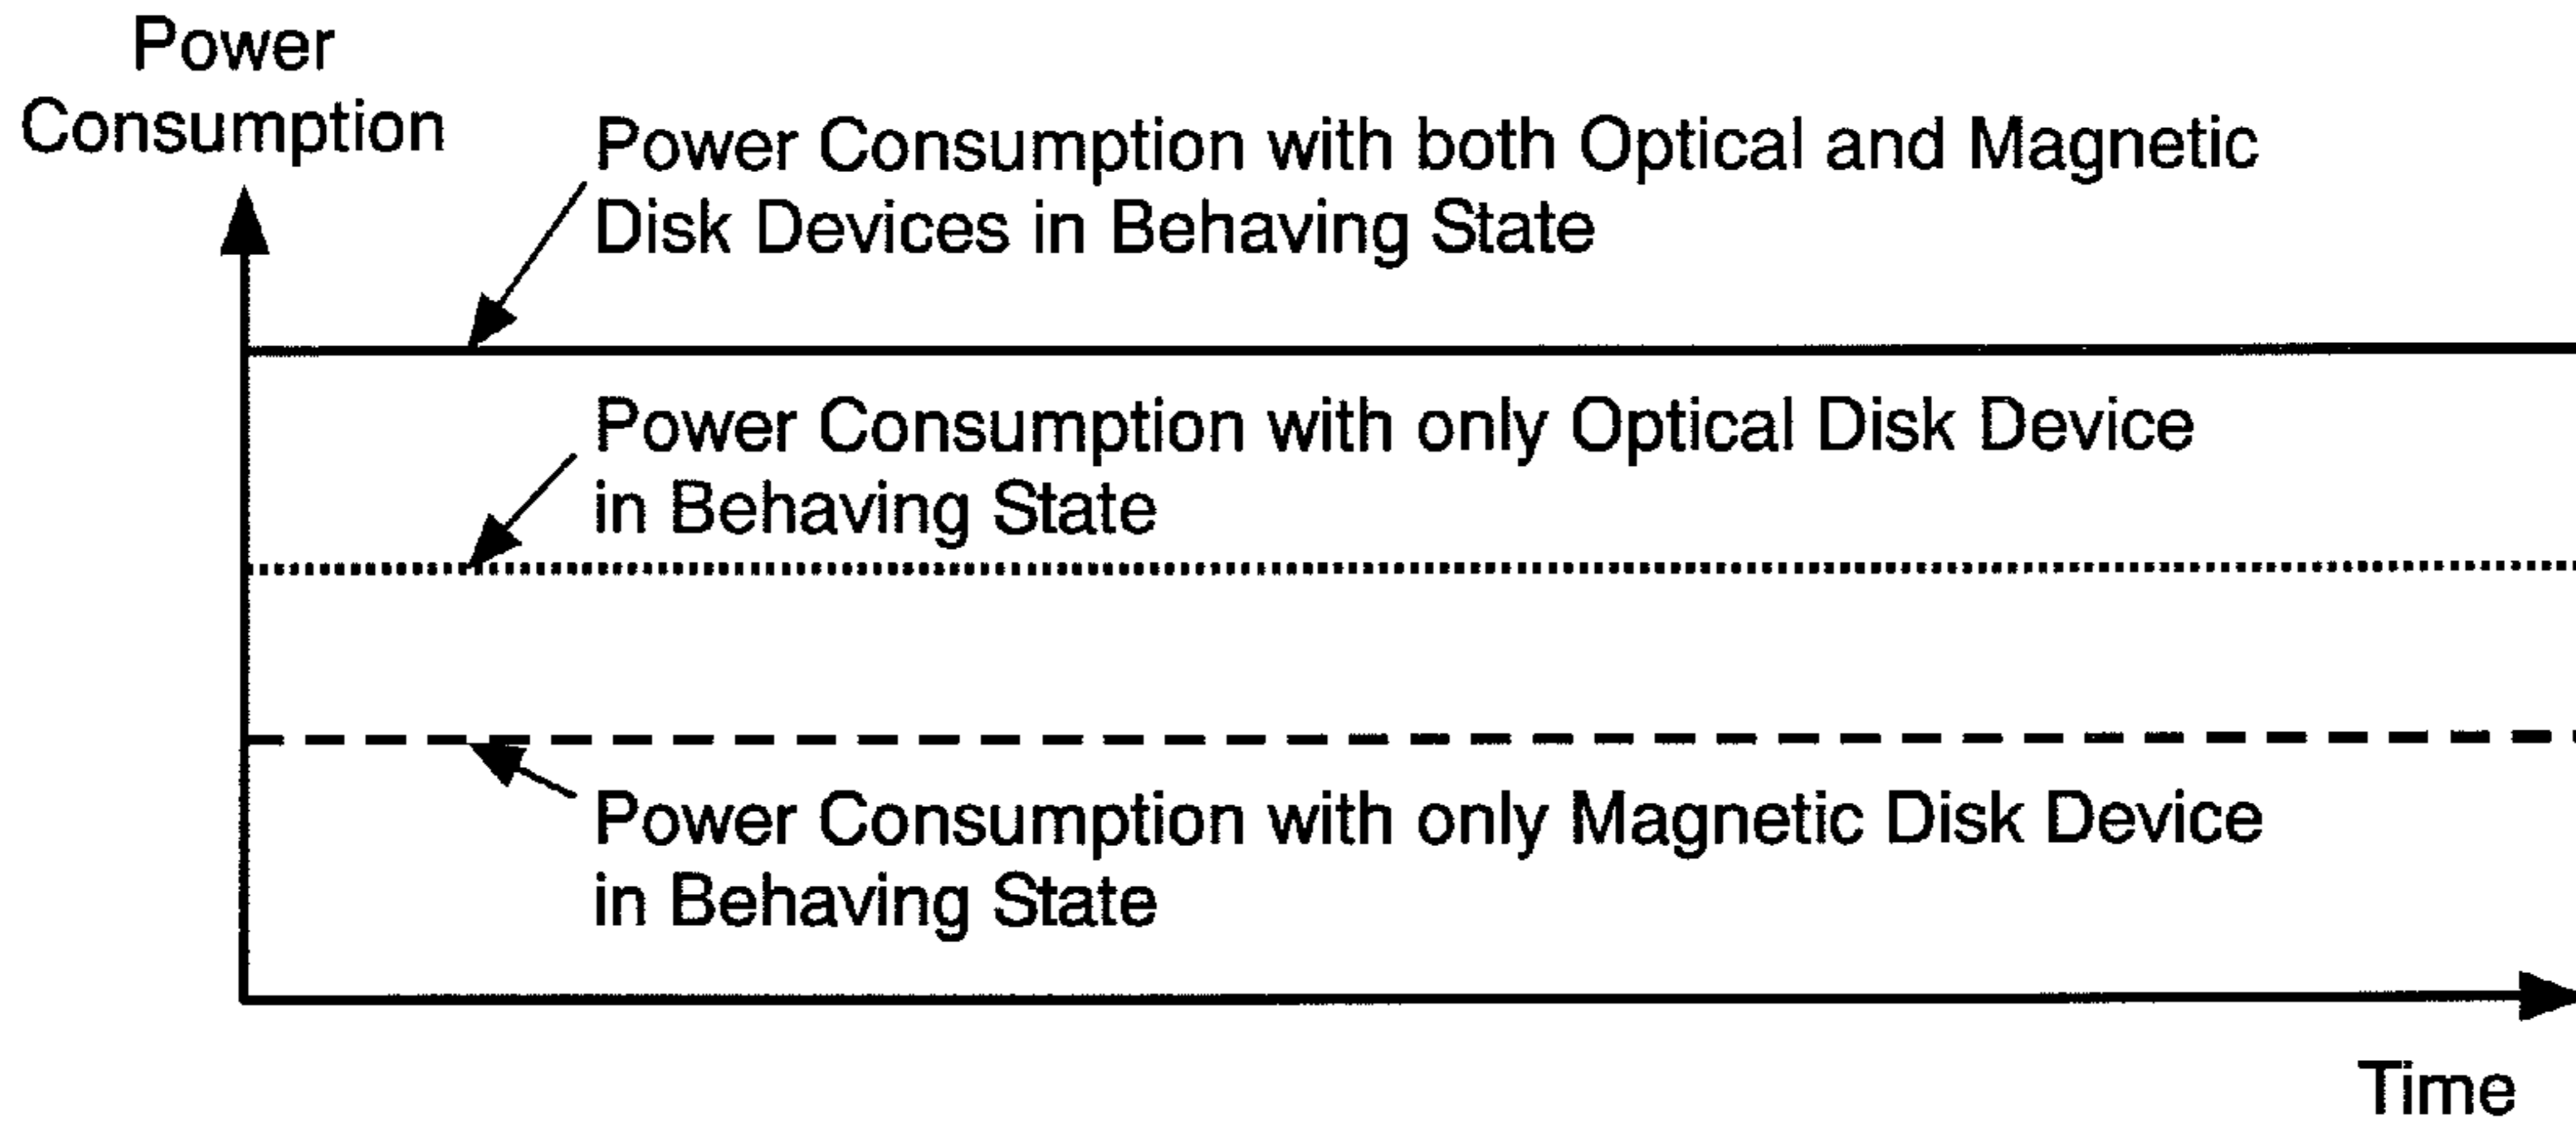 Power
Consumption
Power Consumption with both Optical and Magnetic
Disk Devices in Behaving State
Power Consumption with only Optical Disk Device
in Behaving State
Power Consumption with only Magnetic Disk Device
in Behaving State
Time